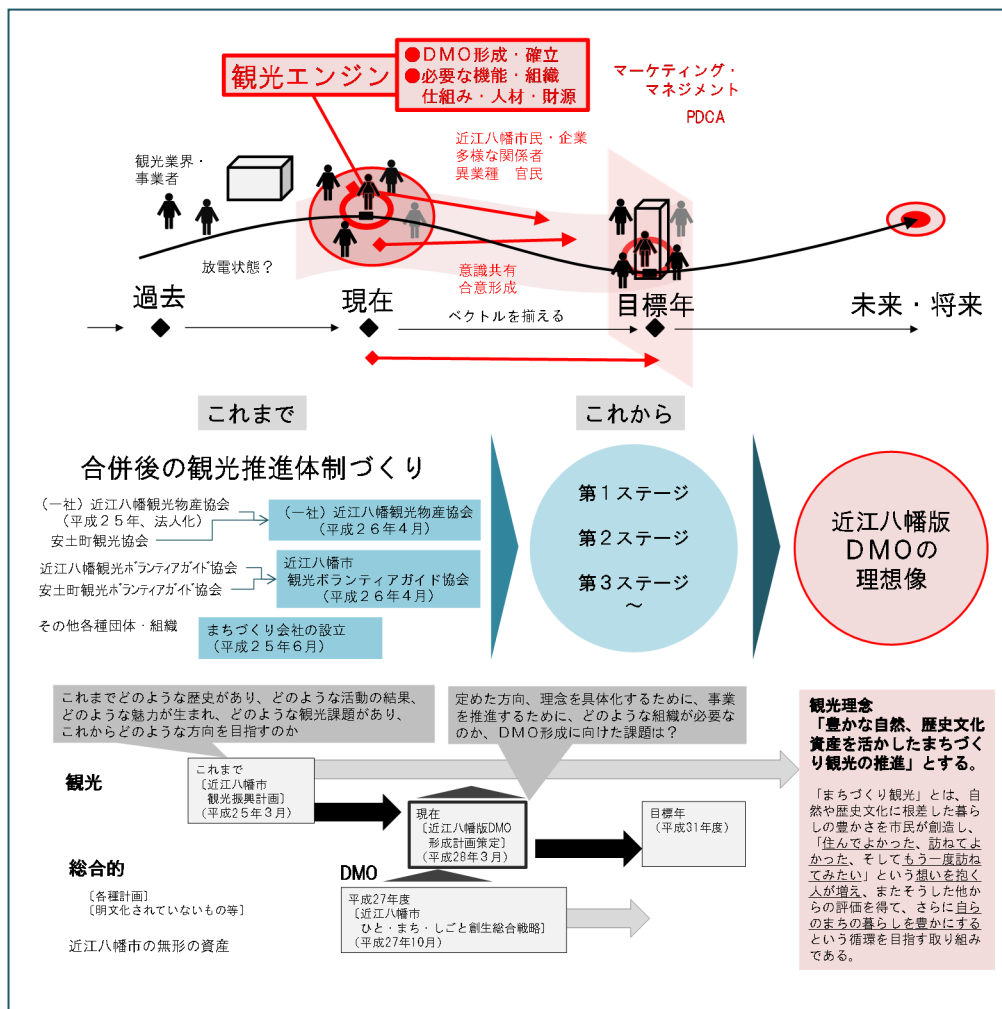 観光エンジン
●DMO形成・確立
●必要な機能・組織
仕組み・人材・財源
マーケティング・
マネジメント
PDCA
観光業界・
事業者
近江八幡市民・企業
多様な関係者
異業種　官民
放電状態？
意識共有
合意形成
過去
現在
目標年
未来・将来
ベクトルを揃える
これまで
これから
合併後の観光推進体制づくり
（一社）近江八幡観光物産協会
（平成２５年、法人化）
安土町観光協会
（一社）近江八幡観光物産協会
（平成２６年４月）
近江八幡観光ﾎﾞﾗﾝﾃｨｱｶﾞｲﾄﾞ協会
安土町観光ﾎﾞﾗﾝﾃｨｱｶﾞｲﾄﾞ協会
近江八幡市
観光ﾎﾞﾗﾝﾃｨｱｶﾞｲﾄﾞ協会
（平成２６年４月）
その他各種団体・組織
まちづくり会社の設立
（平成２５年６月）
第１ステージ
第２ステージ
第３ステージ
～
近江八幡版
DMOの
理想像
これまでどのような歴史があり、どのような活動の結果、
どのような魅力が生まれ、どのような観光課題があり、
これからどのような方向を目指すのか
定めた方向、理念を具体化するために、事業
を推進するために、どのような組織が必要な
のか、DMO形成に向けた課題は？
観光
これまで
［近江八幡市
観光振興計画］
（平成25年３月）
現在
［近江八幡版DMO
形成計画策定］
（平成28年３月）
目標年
（平成31年度）
総合的
［各種計画］
［明文化されていないもの等］
近江八幡市の無形の資産
DMO
平成27年度
［近江八幡市
ひと・まち・しごと創生総合戦略］
（平成27年10月）
観光理念
「豊かな自然、歴史文化
資産を活かしたまちづく
り観光の推進」とする。
「まちづくり観光」とは、自
然や歴史文化に根差した暮ら
しの豊かさを市民が創造し、
「住んでよかった、訪ねてよ
かった、そしてもう一度訪ね
てみたい」という想いを抱く
人が増え、またそうした他か
らの評価を得て、さらに自ら
のまちの暮らしを豊かにする
という循環を目指す取り組み
である。